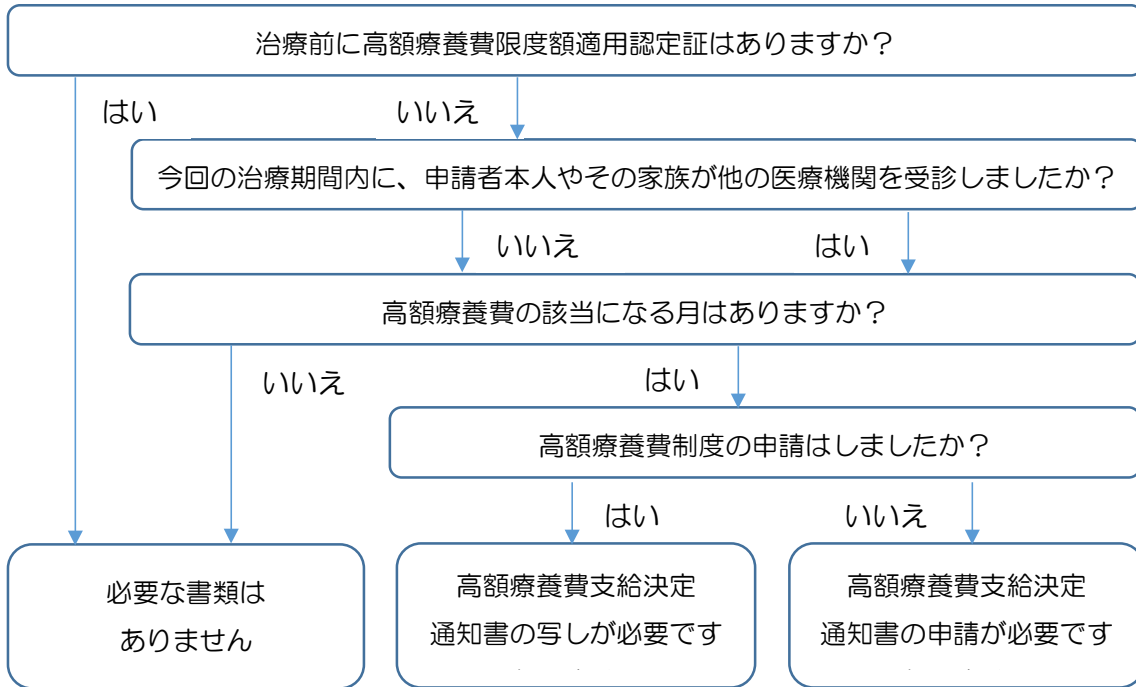 治療前に高額療養費限度額適用認定証はありますか？
はい
いいえ
今回の治療期間内に、申請者本人やその家族が他の医療機関を受診しましたか？
いいえ
はい
高額療養費の該当になる月はありますか？
いいえ
はい
高額療養費制度の申請はしましたか？
はい
いいえ
必要な書類は
ありません
高額療養費支給決定
通知書の写しが必要です
高額療養費支給決定
通知書の申請が必要です